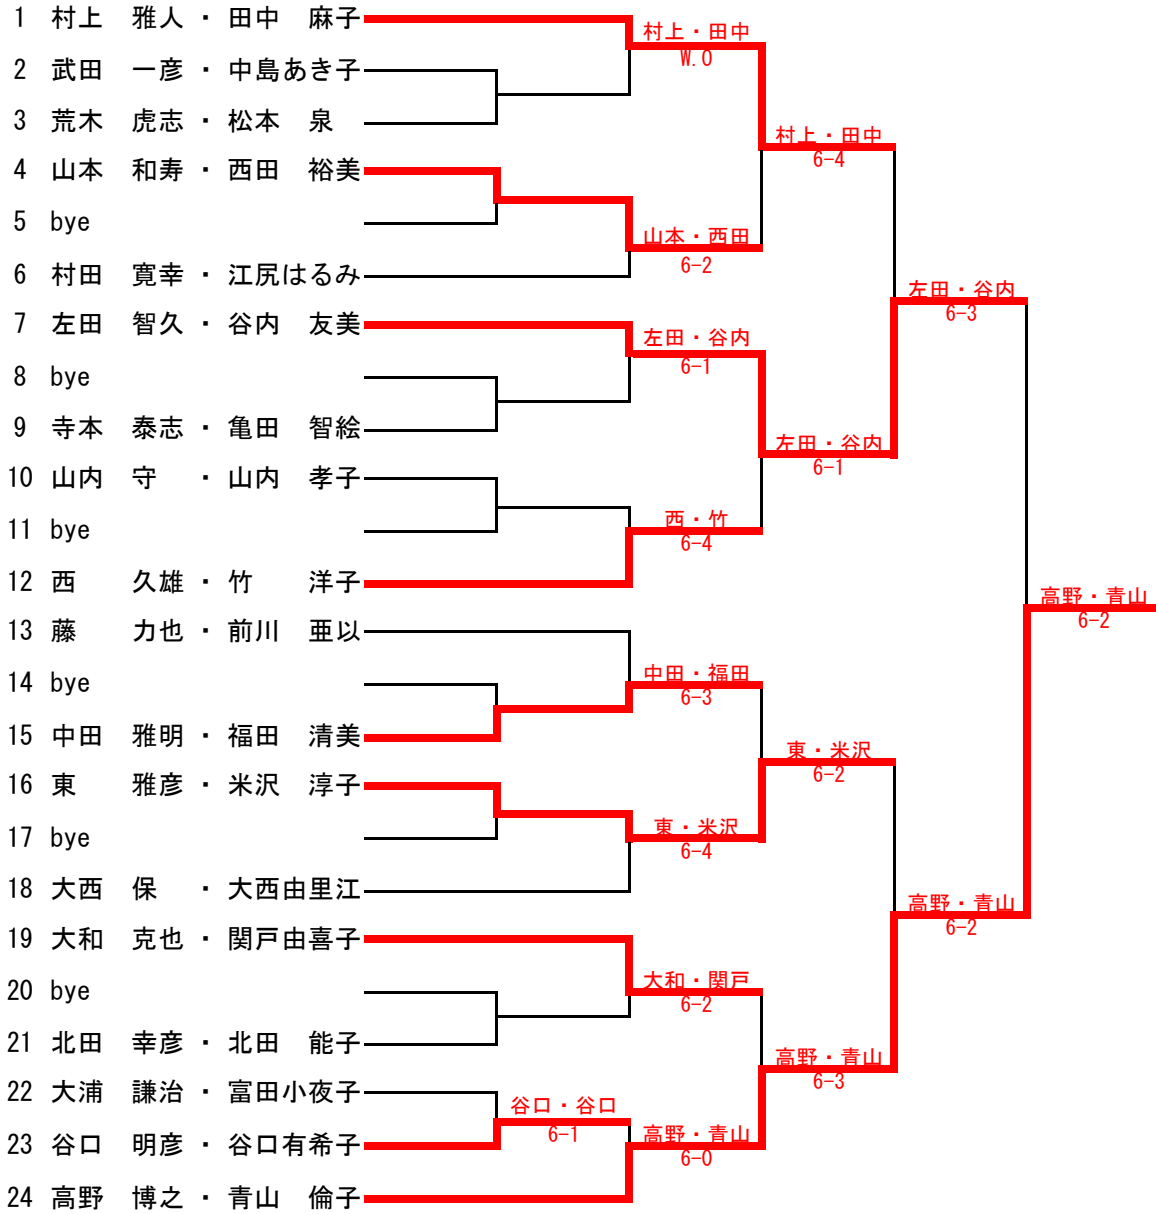 1 村上 雅人 ・ 田中 麻子
2 武田 一彦 ・ 中島あき子
3 荒木 虎志 ・ 松本 泉
4 山本 和寿 ・ 西田 裕美
5 bye
6 村田 寛幸 ・ 江尻はるみ
7 左田 智久 ・ 谷内 友美
8 bye
9 寺本 泰志 ・ 亀田 智絵
10 山内 守 ・ 山内 孝子
11 bye
12 西 久雄 ・ 竹 洋子
13 藤 力也 ・ 前川 亜以
14 bye
15 中田 雅明 ・ 福田 清美
16 東 雅彦 ・ 米沢 淳子
17 bye
18 大西 保 ・ 大西由里江
19 大和 克也 ・ 関戸由喜子
20 bye
21 北田 幸彦 ・ 北田 能子
22 大浦 謙治 ・ 富田小夜子
23 谷口 明彦 ・ 谷口有希子
24 高野 博之 ・ 青山 倫子
谷口・谷口
6-1
村上・田中
W.O
山本・西田
6-2
左田・谷内
6-1
西・竹
6-4
中田・福田
6-3
東・米沢
6-4
大和・関戸
6-2
高野・青山
6-0
村上・田中
6-4
左田・谷内
6-1
東・米沢
6-2
高野・青山
6-3
左田・谷内
6-3
高野・青山
6-2
高野・青山
6-2